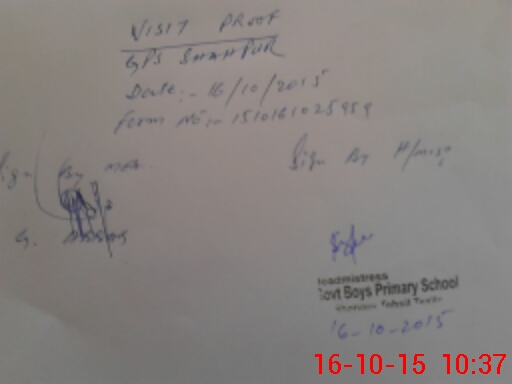 VISIT PROOF
GPS SHAHPUR
Date:- 16/10/2015
Form No:- 1510161025959
Sign By
Sign By H/miss
Headmistress
Govt Boys Primary School
16-10-2015
16-10-15 10:37